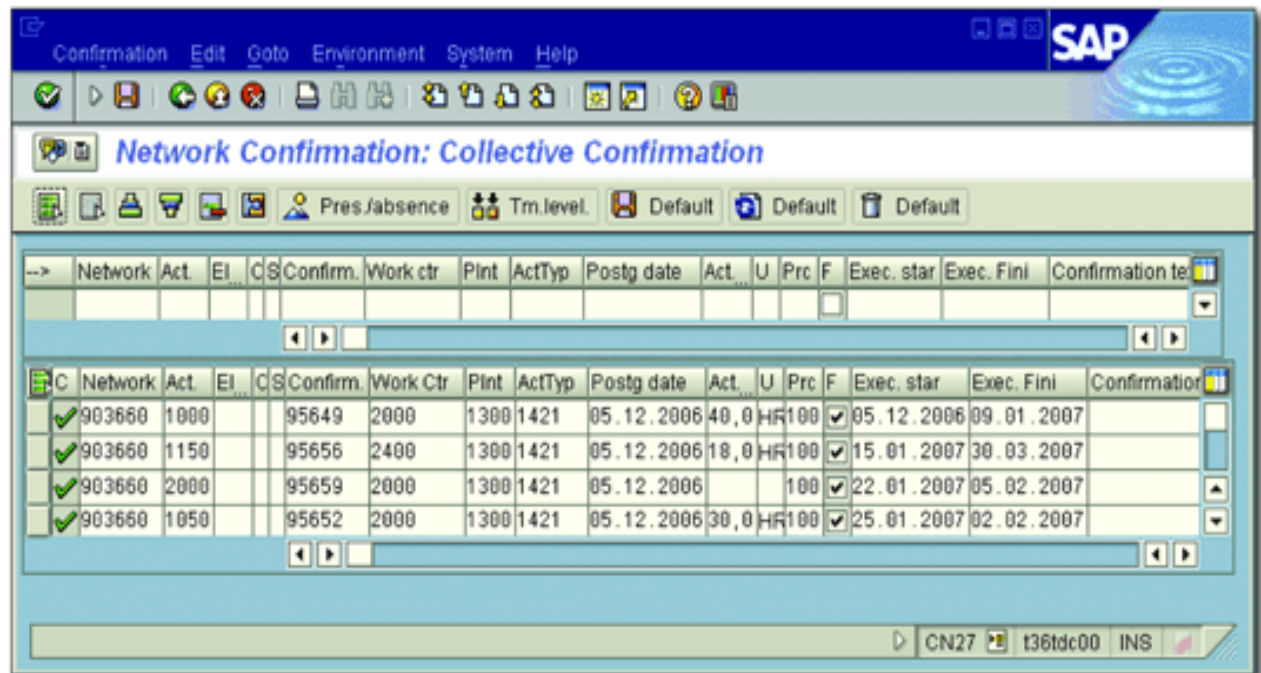 Confirmation Edit Goto Environment System Help
SAP
Network Confirmation: Collective Confirmation
Pres./absence Tm.level. Default Default Default
--> Network Act. El... C S Confirm. Work ctr Plnt ActTyp Postg date Act... U Prc F Exec. star Exec. Fini Confirmation te
C Network Act. El... C S Confirm. Work Ctr Plnt ActTyp Postg date Act... U Prc F Exec. star Exec. Fini Confirmation
903660 1000 95649 2000 1300 1421 05.12.2006 40,0 HR 100 05.12.2006 09.01.2007
903660 1150 95656 2400 1300 1421 05.12.2006 18,0 HR 100 15.01.2007 30.03.2007
903660 2000 95659 2000 1300 1421 05.12.2006 100 22.01.2007 05.02.2007
903660 1050 95652 2000 1300 1421 05.12.2006 30,0 HR 100 25.01.2007 02.02.2007
CN27 t36tdc00 INS